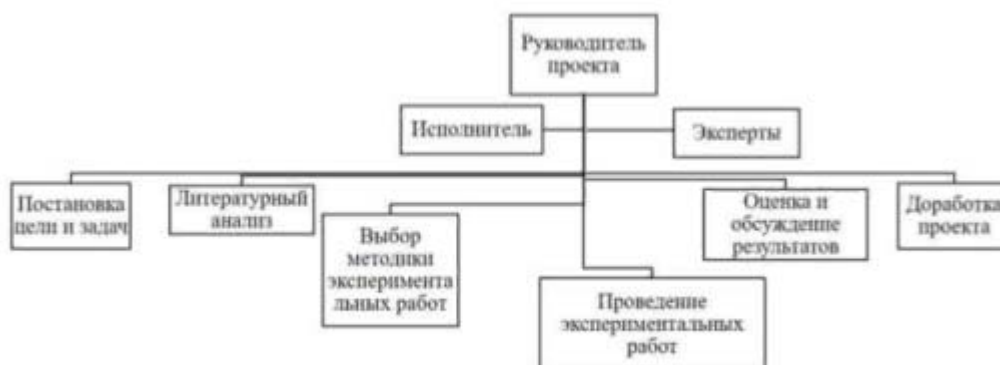 Руководитель
проекта
Исполнитель
Эксперты
Постановка
цели и задач
Литературный
анализ
Выбор
методики
эксперимента
льных работ
Проведение
экспериментальных
работ
Оценка и
обсуждение
результатов
Доработка
проекта